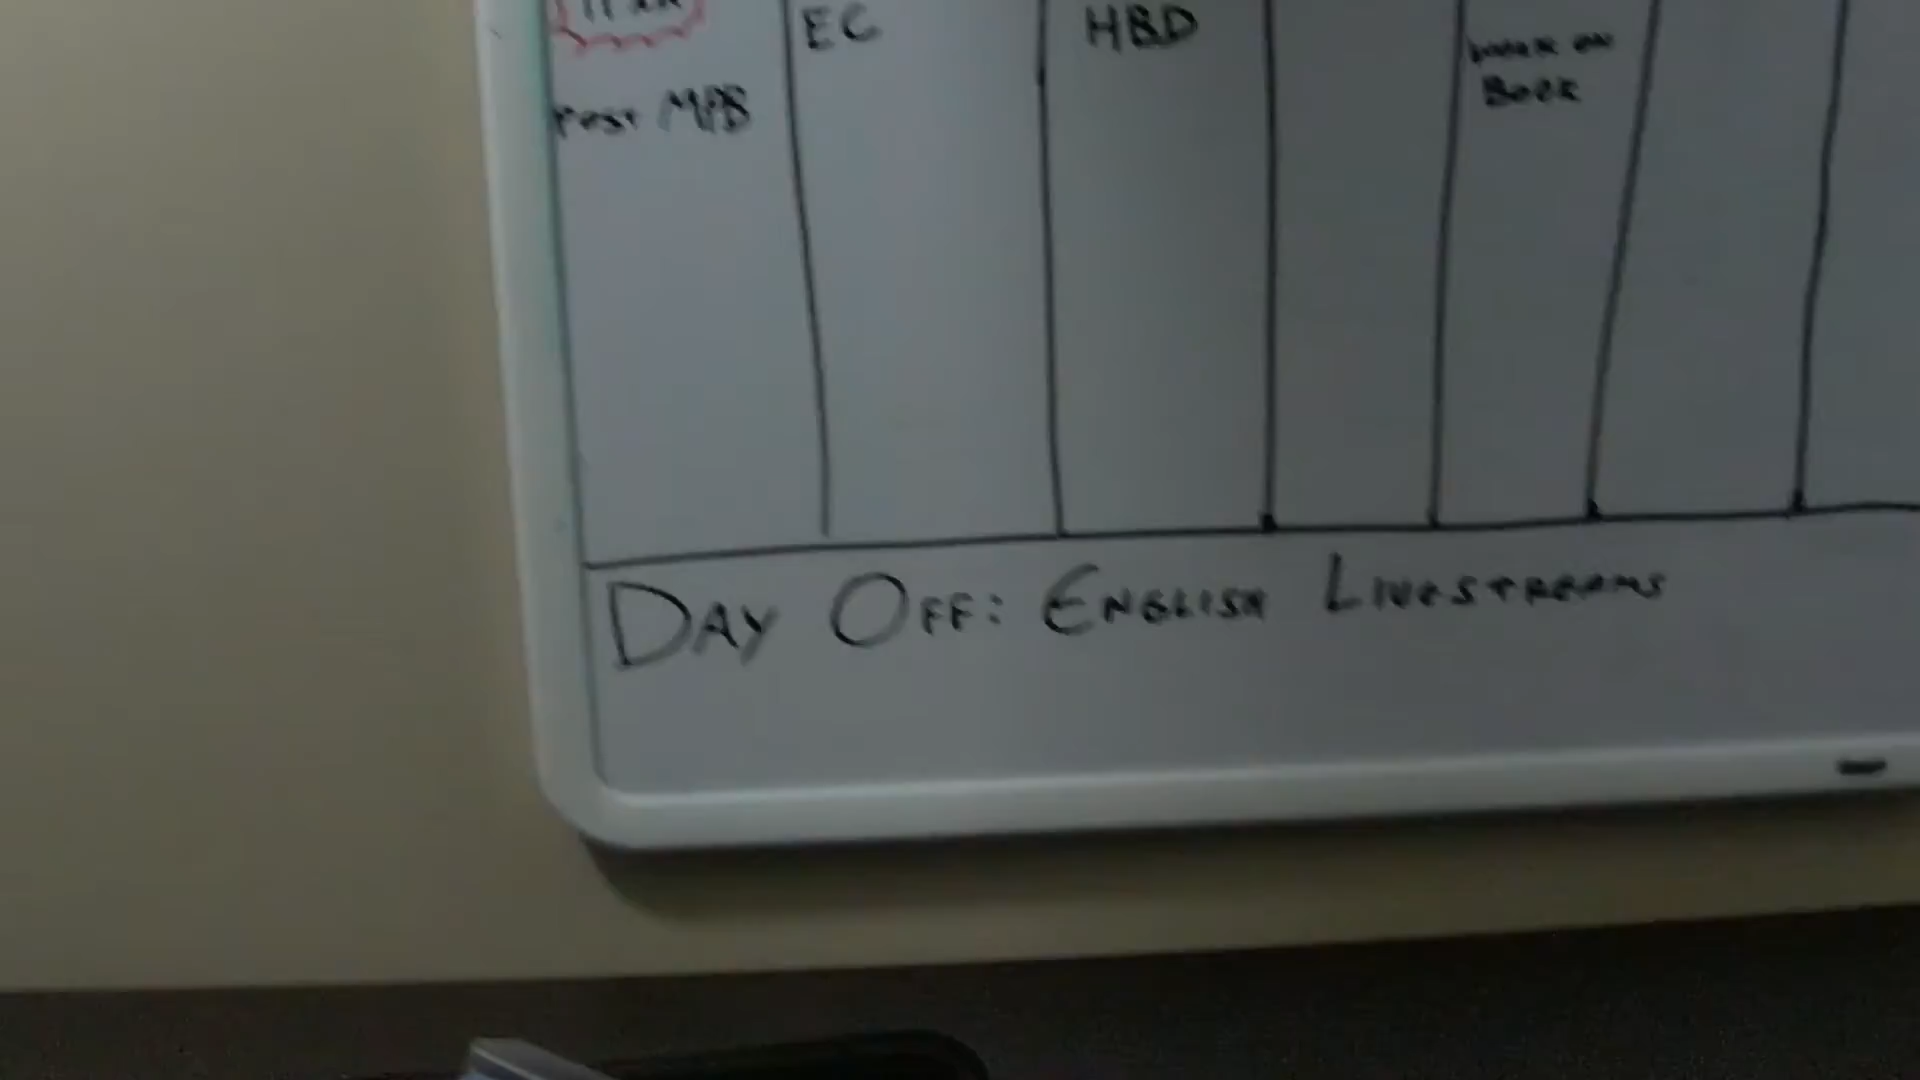 EC
HBD
Work on
Book
Post MPB
Day Off: English Livestreams